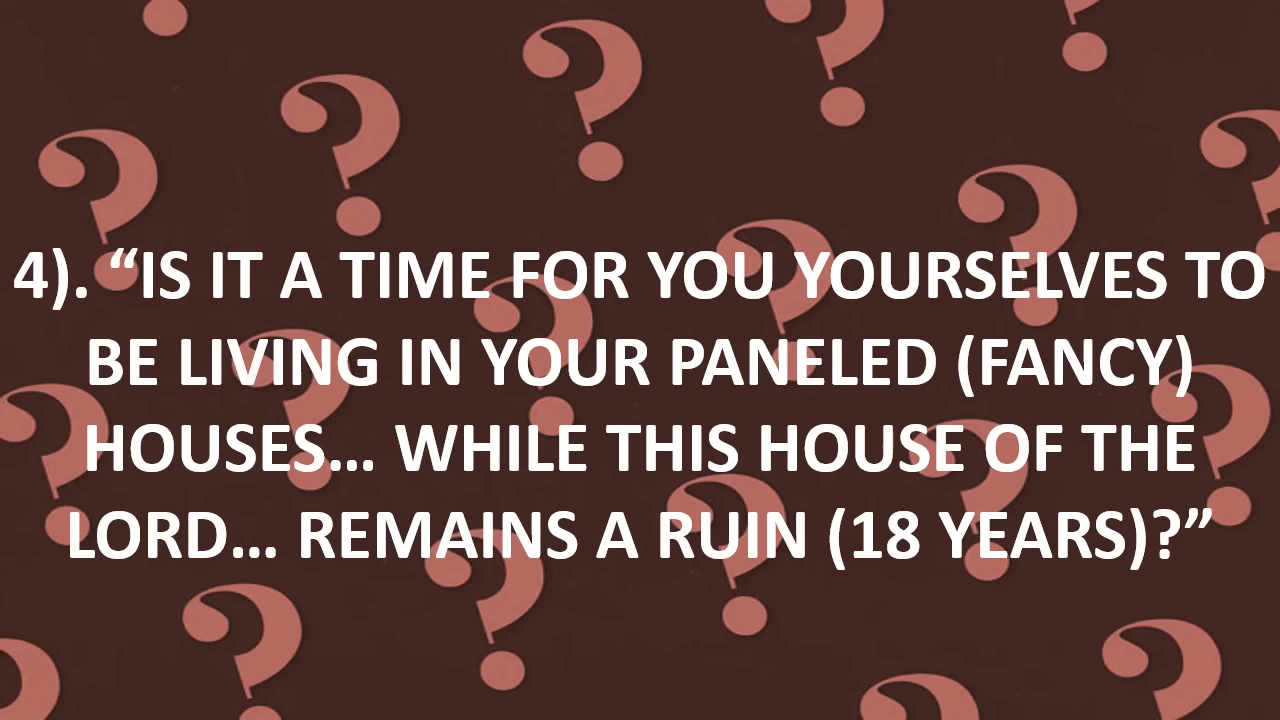 4). “IS IT A TIME FOR YOU YOURSELVES TO
BE LIVING IN YOUR PANELED (FANCY)
HOUSES… WHILE THIS HOUSE OF THE
LORD… REMAINS A RUIN (18 YEARS)?”